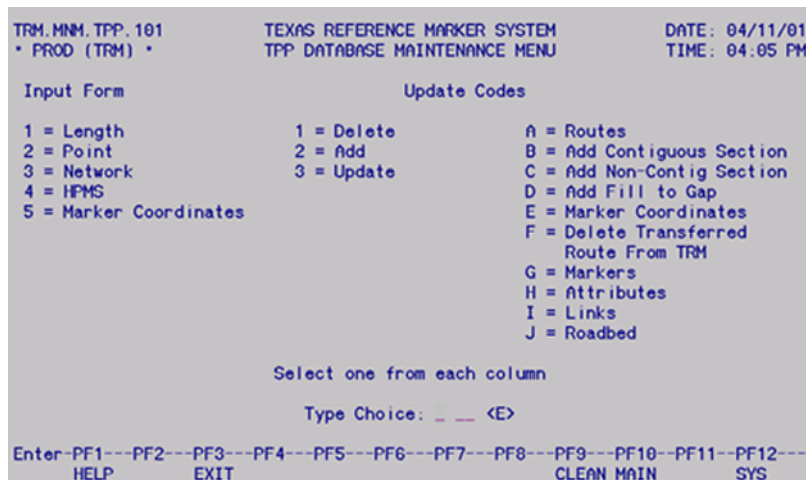 TRM.MNM.TPP.101 TEXAS REFERENCE MARKER SYSTEM DATE: 04/11/01
* PROD (TRM) * TPP DATABASE MAINTENANCE MENU TIME: 04:05 PM
Input Form Update Codes
1 = Length 1 = Delete A = Routes
2 = Point 2 = Add B = Add Contiguous Section
3 = Network 3 = Update C = Add Non-Contig Section
4 = HPMS D = Add Fill to Gap
5 = Marker Coordinates E = Marker Coordinates
F = Delete Transferred
Route From TRM
G = Markers
H = Attributes
I = Links
J = Roadbed
Select one from each column
Type Choice: _ __ <E>
Enter-PF1---PF2---PF3---PF4---PF5---PF6---PF7---PF8---PF9---PF10--PF11--PF12---
HELP EXIT CLEAN MAIN SYS